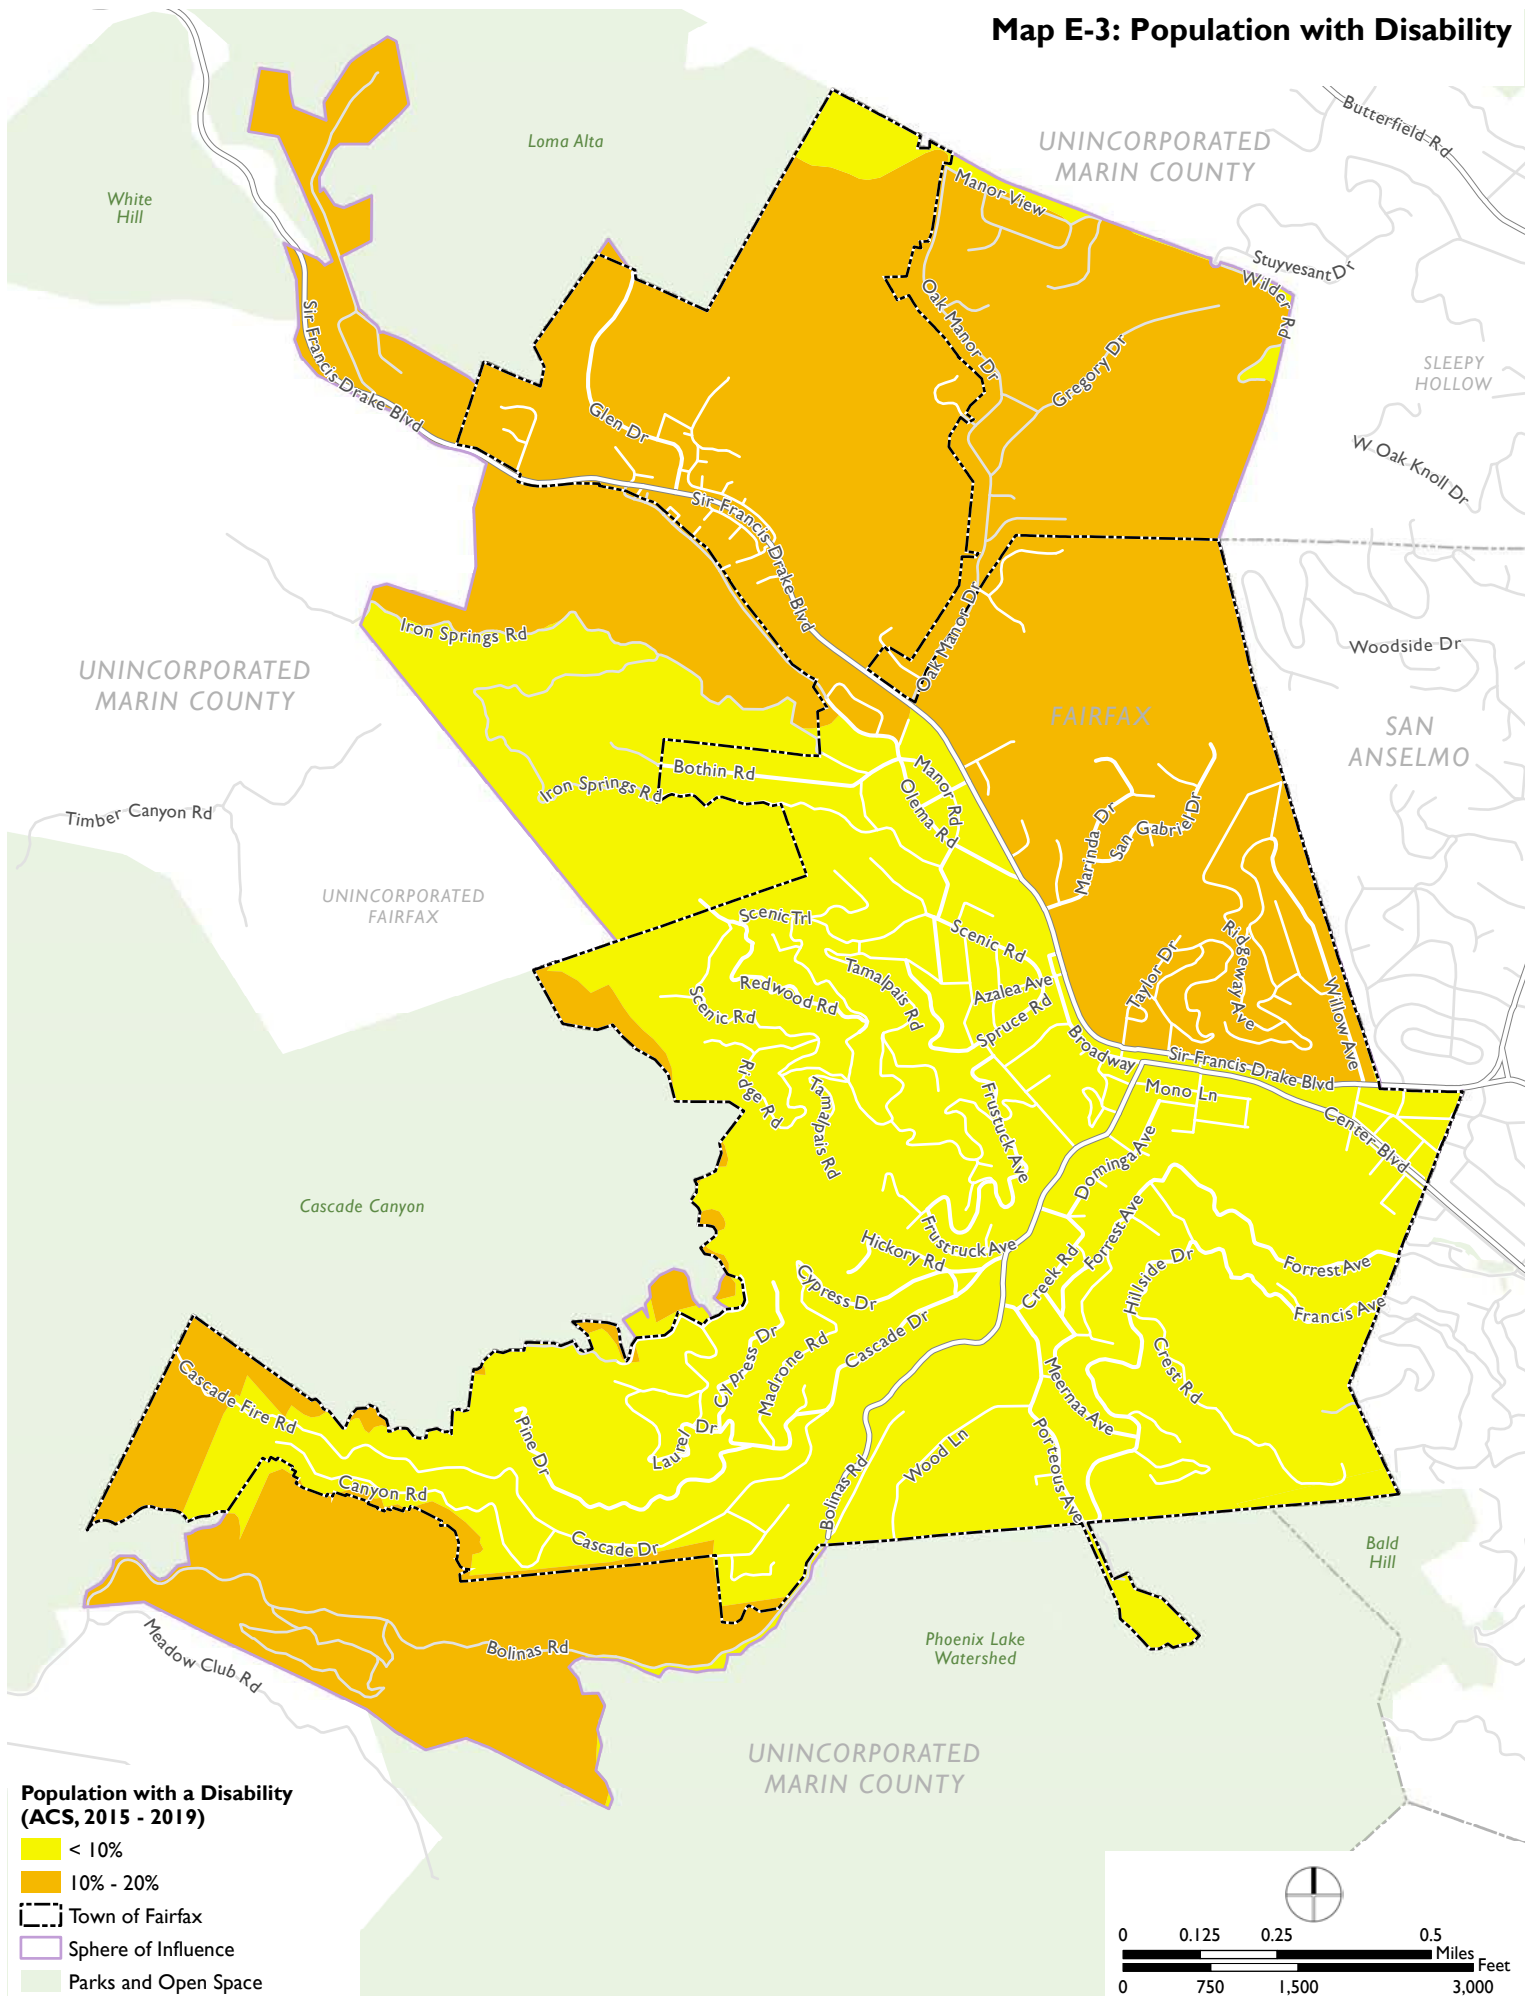 Map E-3: Population with Disability
Butterfield Rd
UNINCORPORATED
MARIN COUNTY
Loma Alta
White
Hill
Manor View
Stuyvesant Dr
Wilder Rd
Sir Francis Drake Blvd
Oak Manor Dr
Gregory Dr
SLEEPY
HOLLOW
Glen Dr
W Oak Knoll Dr
Sir Francis Drake Blvd
Iron Springs Rd
Oak Manor Dr
Woodside Dr
UNINCORPORATED
MARIN COUNTY
FAIRFAX
SAN
ANSELMO
Bothin Rd
Iron Springs Rd
Manor Rd
Olema Rd
Timber Canyon Rd
Marinda Dr
San Gabriel Dr
UNINCORPORATED
FAIRFAX
Scenic Trl
Scenic Rd
Tamalpais Rd
Redwood Rd
Azalea Ave
Spruce Rd
Taylor Dr
Ridgeway Ave
Willow Ave
Scenic Rd
Broadway
Sir Francis Drake Blvd
Ridge Rd
Tamalpais Rd
Frustuck Ave
Mono Ln
Center Blvd
Dominga Ave
Cascade Canyon
Frustruck Ave
Hickory Rd
Creek Rd
Forrest Ave
Hillside Dr
Forrest Ave
Francis Ave
Cypress Dr
Cascade Dr
Cypress Dr
Madrone Rd
Crest Rd
Meernaa Ave
Cascade Fire Rd
Pine Dr
Laurel Dr
Porteous Ave
Wood Ln
Canyon Rd
Bolinas Rd
Cascade Dr
Bald
Hill
Phoenix Lake
Watershed
Bolinas Rd
Meadow Club Rd
UNINCORPORATED
MARIN COUNTY
Population with a Disability
(ACS, 2015 - 2019)
< 10%
10% - 20%
Town of Fairfax
Sphere of Influence
Parks and Open Space
0 0.125 0.25 0.5
Miles
Feet
0 750 1,500 3,000